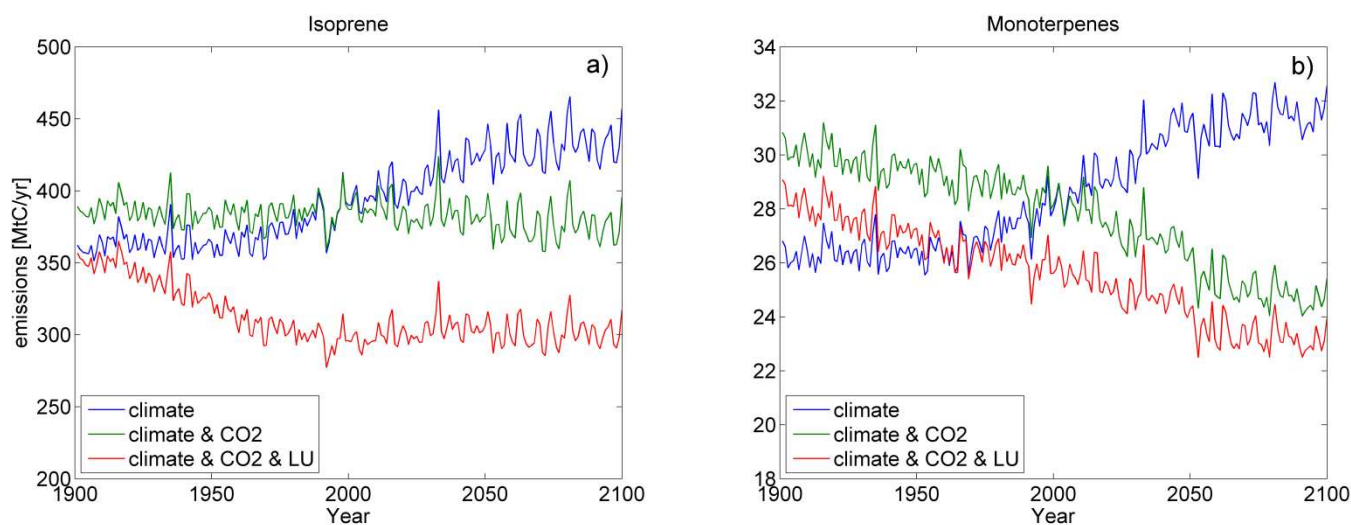 Isoprene
a)
emissions [MtC/yr]
500
450
400
350
300
250
200
climate
climate & CO2
climate & CO2 & LU
1900
1950
2000
2050
2100
Year
Monoterpenes
b)
34
32
30
28
26
24
22
20
18
climate
climate & CO2
climate & CO2 & LU
1900
1950
2000
2050
2100
Year